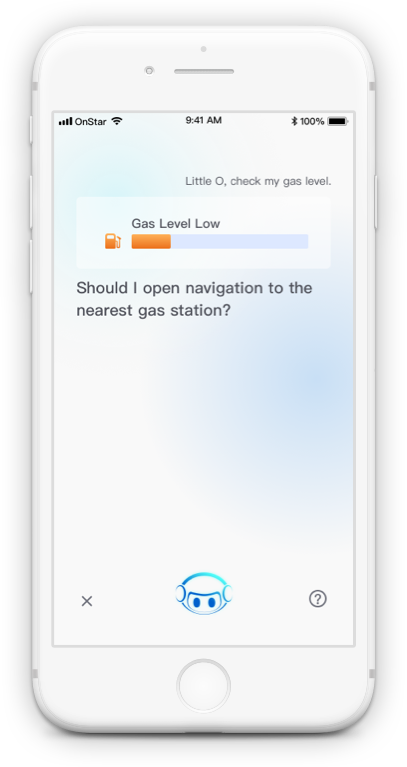 OnStar
9:41 AM
100%
Little O, check my gas level.
Gas Level Low
Should I open navigation to the
nearest gas station?
?